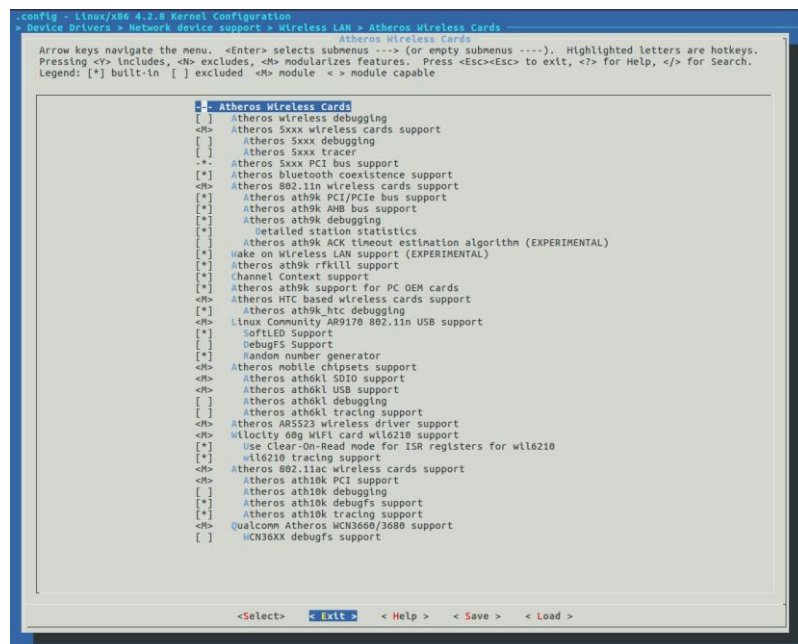 .config - Linux/x86 4.2.8 Kernel Configuration
> Device Drivers > Network device support > Wireless LAN > Atheros Wireless Cards
Atheros Wireless Cards
Arrow keys navigate the menu.  <Enter> selects submenus ---> (or empty submenus ----).  Highlighted letters are hotkeys.
Pressing <Y> includes, <N> excludes, <M> modularizes features.  Press <Esc><Esc> to exit, <?> for Help, </> for Search.
Legend: [*] built-in  [ ] excluded  <M> module  < > module capable
--- Atheros Wireless Cards
[ ]   Atheros wireless debugging
<M>   Atheros 5xxx wireless cards support
[ ]     Atheros 5xxx debugging
[ ]     Atheros 5xxx tracer
-*-   Atheros 5xxx PCI bus support
[*]   Atheros bluetooth coexistence support
<M>   Atheros 802.11n wireless cards support
[*]     Atheros ath9k PCI/PCIe bus support
[*]     Atheros ath9k AHB bus support
[*]     Atheros ath9k debugging
[*]       Detailed station statistics
[ ]     Atheros ath9k ACK timeout estimation algorithm (EXPERIMENTAL)
[*]   Wake on Wireless LAN support (EXPERIMENTAL)
[*]   Atheros ath9k rfkill support
[*]   Channel Context support
[*]   Atheros ath9k support for PC OEM cards
<M>   Atheros HTC based wireless cards support
[*]     Atheros ath9k_htc debugging
<M>   Linux Community AR9170 802.11n USB support
[*]     SoftLED Support
[ ]     DebugFS Support
[*]     Random number generator
<M>   Atheros mobile chipsets support
<M>     Atheros ath6kl SDIO support
<M>     Atheros ath6kl USB support
[ ]     Atheros ath6kl debugging
[ ]     Atheros ath6kl tracing support
<M>   Atheros AR5523 wireless driver support
<M>   Wilocity 60g WiFi card wil6210 support
[*]     Use Clear-On-Read mode for ISR registers for wil6210
[*]     wil6210 tracing support
<M>   Atheros 802.11ac wireless cards support
<M>     Atheros ath10k PCI support
[ ]     Atheros ath10k debugging
[*]     Atheros ath10k debugfs support
[*]     Atheros ath10k tracing support
<M>   Qualcomm Atheros WCN3660/3680 support
[ ]     WCN36XX debugfs support
<Select>    < Exit >    < Help >    < Save >    < Load >